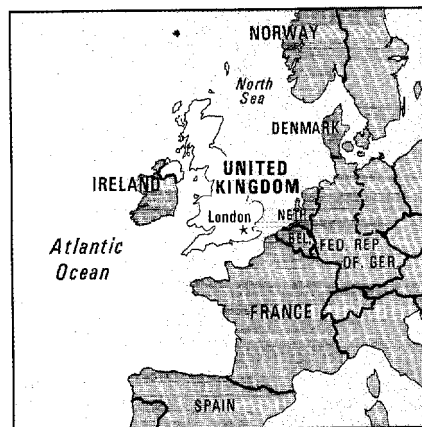 NORWAY
North
Sea
DENMARK
UNITED
KINGDOM
IRELAND
London
NETH.
BEL.
FED. REP.
OF. GER.
Atlantic
Ocean
FRANCE
SPAIN